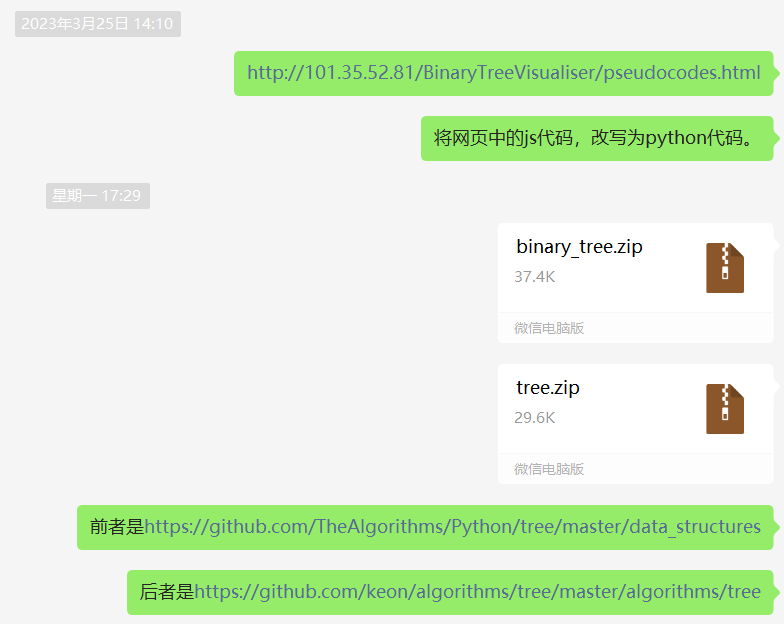 2023年3月25日 14:10
http://101.35.52.81/BinaryTreeVisualiser/pseudocodes.html
将网页中的js代码，改写为python代码。
星期一 17:29
binary_tree.zip
37.4K
微信电脑版
tree.zip
29.6K
微信电脑版
前者是https://github.com/TheAlgorithms/Python/tree/master/data_structures
后者是https://github.com/keon/algorithms/tree/master/algorithms/tree